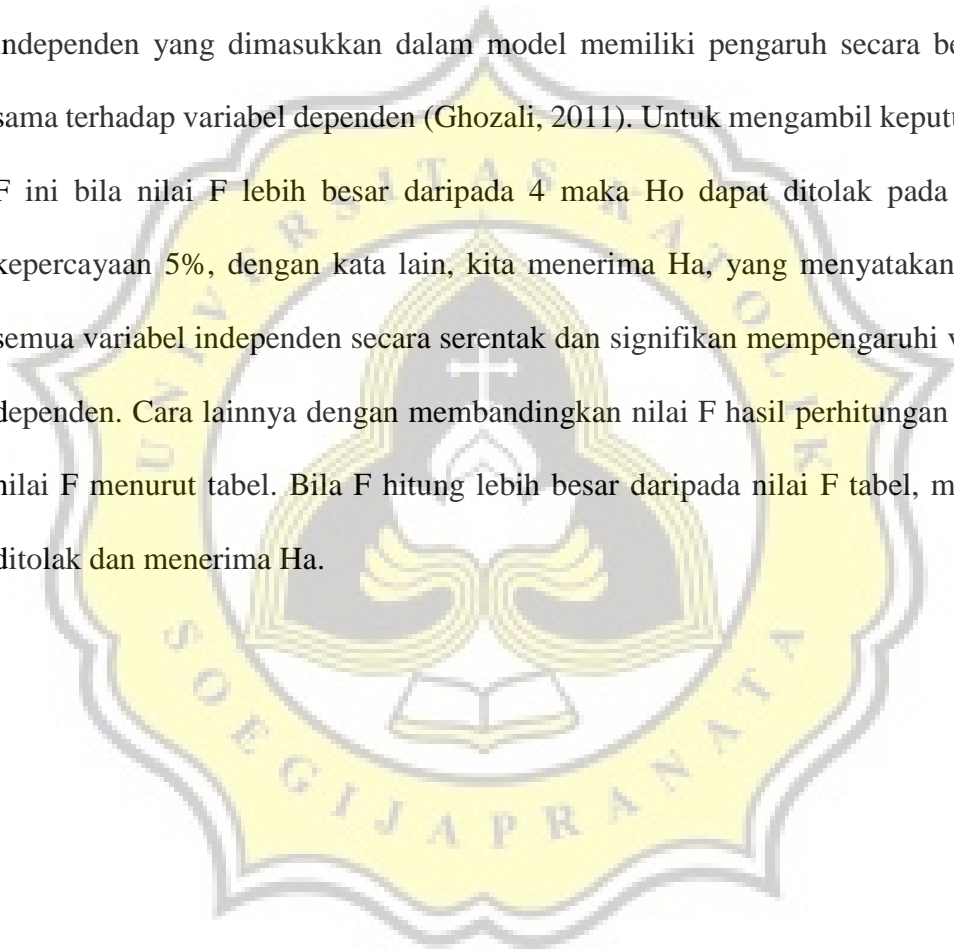 independen yang dimasukkan dalam model memiliki pengaruh secara be
sama terhadap variabel dependen (Ghozali, 2011). Untuk mengambil keputu
F ini bila nilai F lebih besar daripada 4 maka Ho dapat ditolak pada
kepercayaan 5%, dengan kata lain, kita menerima Ha, yang menyatakan
semua variabel independen secara serentak dan signifikan mempengaruhi v
dependen. Cara lainnya dengan membandingkan nilai F hasil perhitungan
nilai F menurut tabel. Bila F hitung lebih besar daripada nilai F tabel, m
ditolak dan menerima Ha.
UNIVERSITAS KATOLIK
SOEGIJAPRANATA